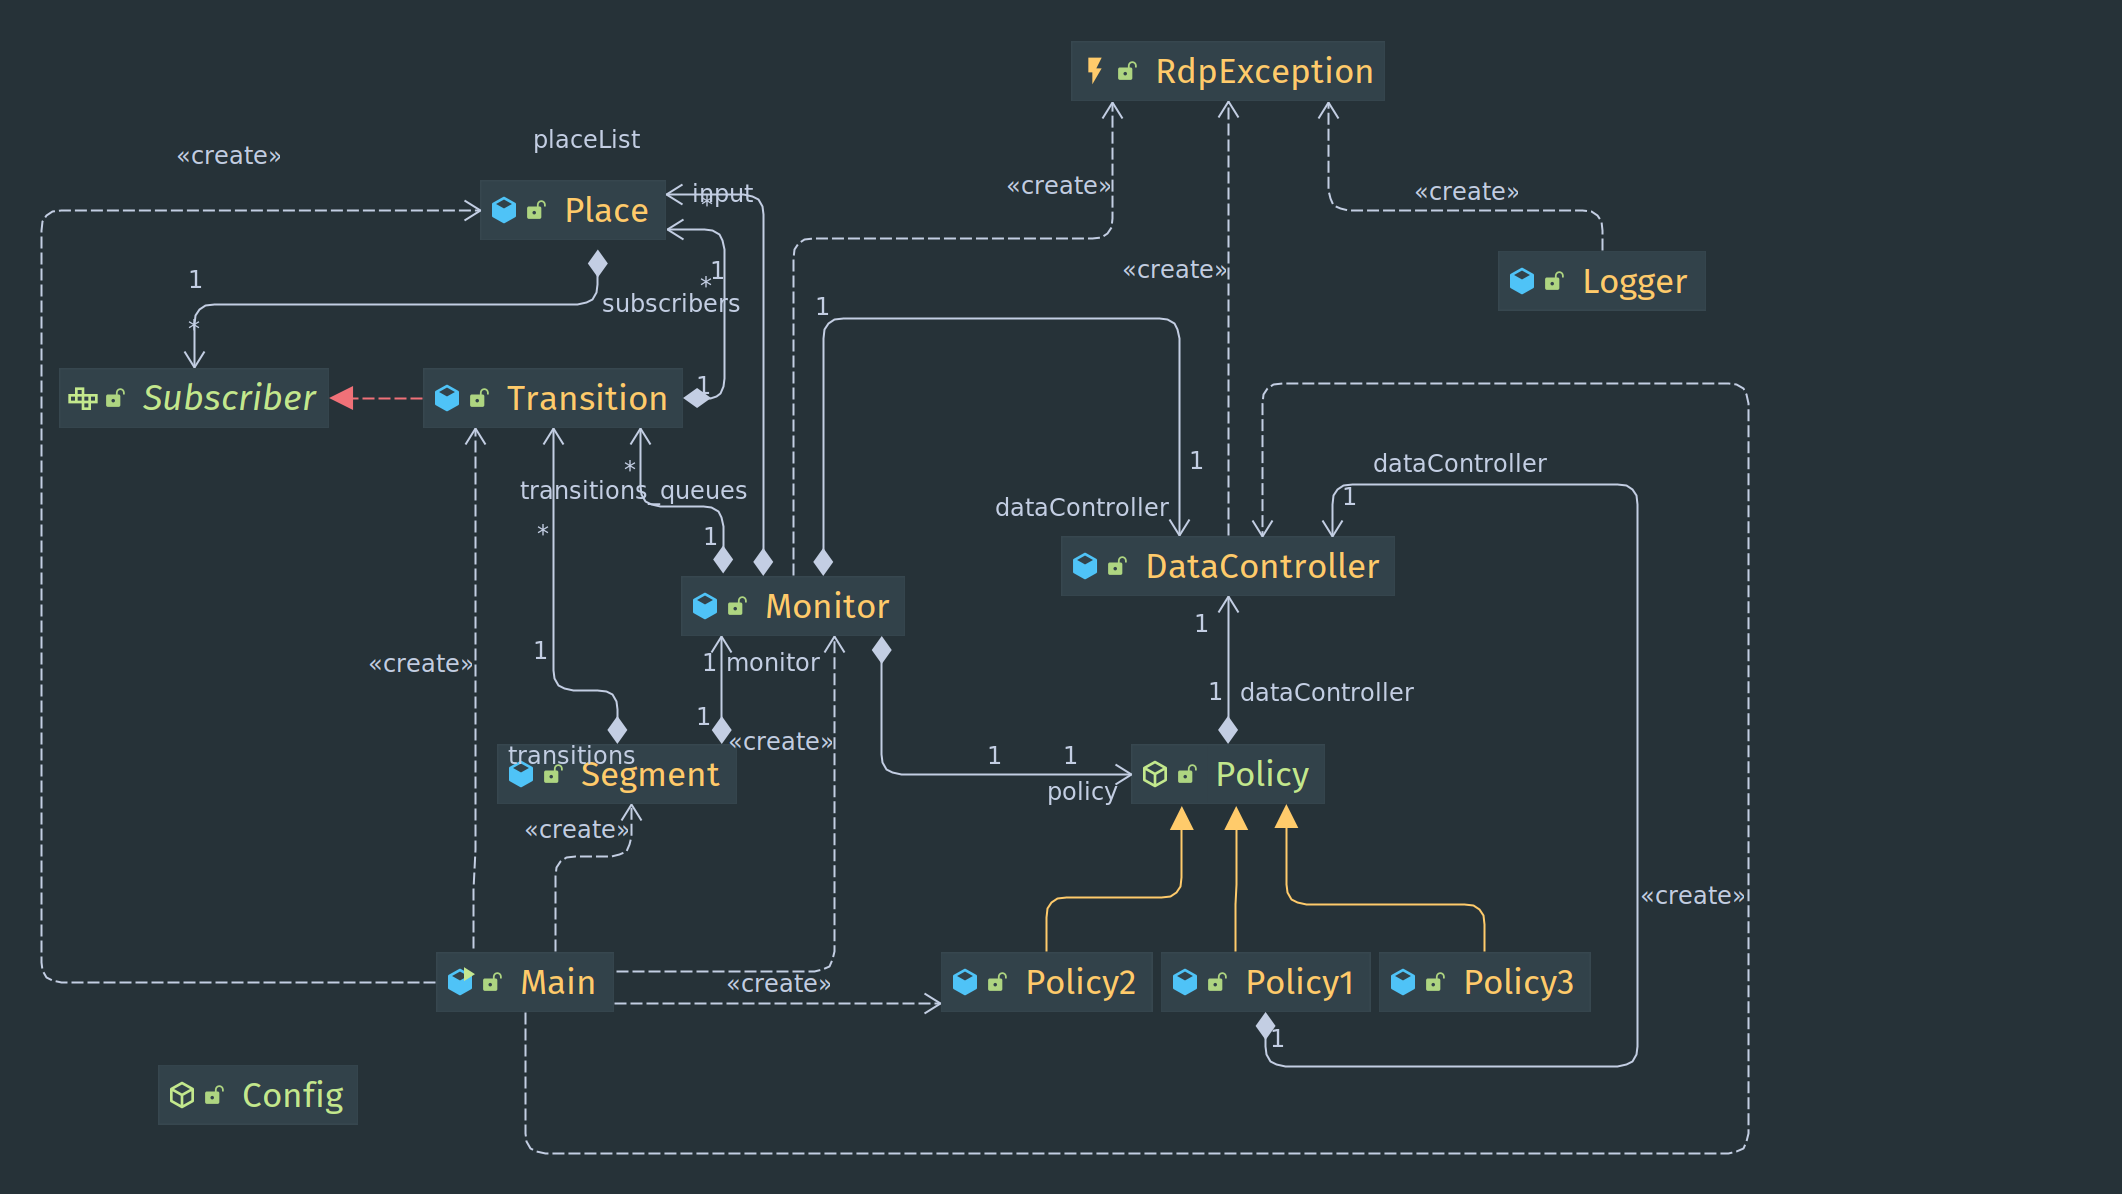 RdpException
placeList
«create»
«create»
«create»
input
*
Place
«create»
1
*
1
subscribers
Logger
1
*
Subscriber
Transition
1
1
dataController
*
transitions
queues
dataController
1
*
1
DataController
Monitor
1
1
1
monitor
«create»
1
dataController
1
«create»
1
1
policy
transitions
Segment
Policy
«create»
«create»
Main
«create»
Policy2
Policy1
Policy3
1
Config